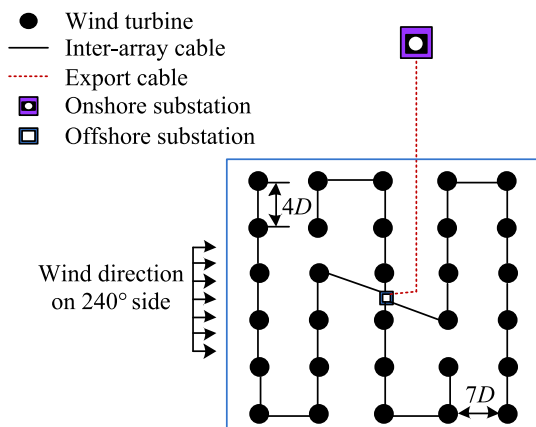 Wind turbine
Inter-array cable
Export cable
Onshore substation
Offshore substation
4D
Wind direction
on 240° side
7D